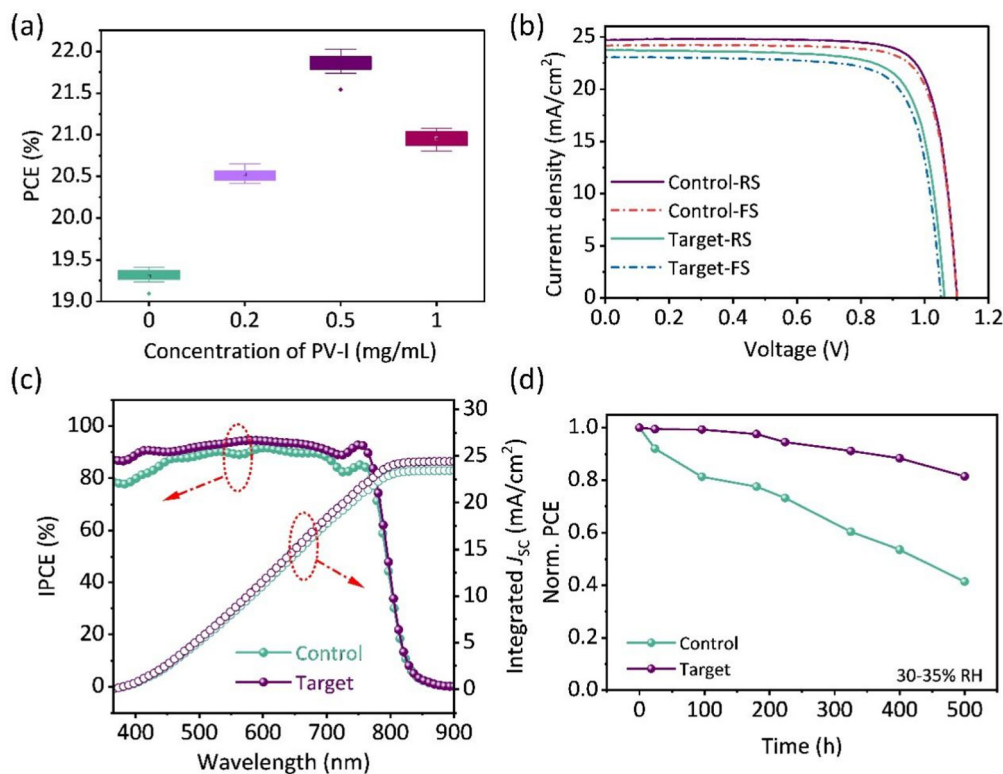 (a)
22.0
21.5
21.0
20.5
20.0
19.5
19.0
PCE (%)
0 0.2 0.5 1
Concentration of PV-I (mg/mL)
(b)
30
25
20
15
10
5
0
Current density (mA/cm²)
Control-RS
Control-FS
Target-RS
Target-FS
0.0 0.2 0.4 0.6 0.8 1.0 1.2
Voltage (V)
(c)
100
80
60
40
20
0
IPCE (%)
30
25
20
15
10
5
0
Integrated JSC (mA/cm²)
Control
Target
400 500 600 700 800 900
Wavelength (nm)
(d)
1.0
0.8
0.6
0.4
0.2
0.0
Norm. PCE
Control
Target
30-35% RH
0 100 200 300 400 500
Time (h)